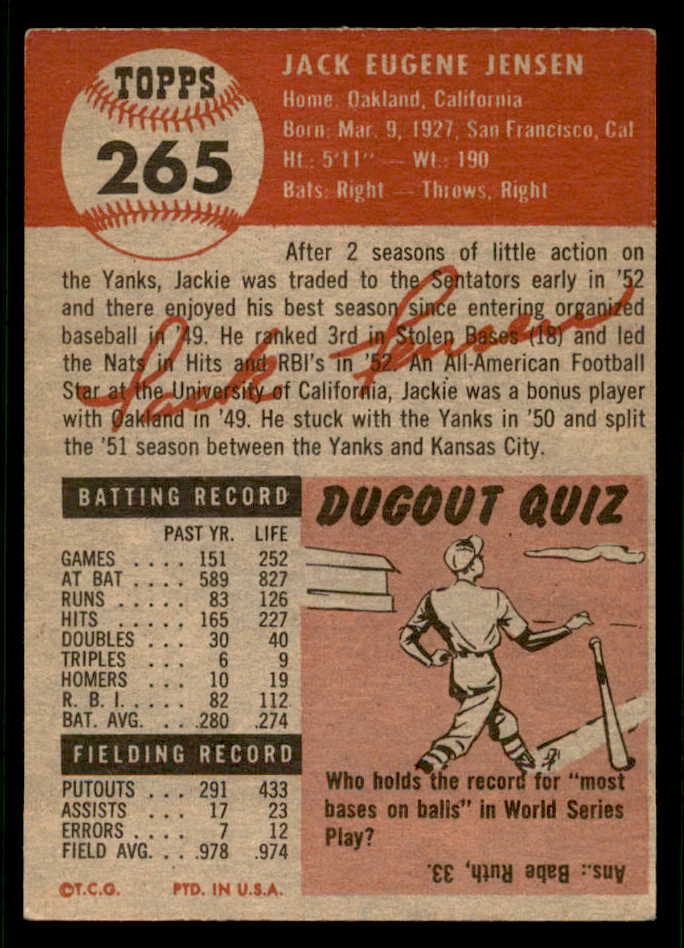 TOPPS
265
JACK EUGENE JENSEN
Home: Oakland, California
Born: Mar. 9, 1927, San Francisco, Cal
Ht.: 5'11" — Wt.: 190
Bats: Right — Throws, Right
After 2 seasons of little action on
the Yanks, Jackie was traded to the Sentators early in '52
and there enjoyed his best season since entering organized
baseball in '49. He ranked 3rd in Stolen Bases (18) and led
the Nats in Hits and RBI's in '52. An All-American Football
Star at the University of California, Jackie was a bonus player
with Oakland in '49. He stuck with the Yanks in '50 and split
the '51 season between the Yanks and Kansas City.
Jack Jensen
BATTING RECORD
PAST YR. LIFE
GAMES .... 151 252
AT BAT .... 589 827
RUNS ..... 83 126
HITS ..... 165 227
DOUBLES ... 30 40
TRIPLES ... 6 9
HOMERS ... 10 19
R. B. I. .... 82 112
BAT. AVG. ... .280 .274
FIELDING RECORD
PUTOUTS ... 291 433
ASSISTS ... 17 23
ERRORS .... 7 12
FIELD AVG. ... .978 .974
©T.C.G. PTD. IN U.S.A.
DUGOUT QUIZ
Who holds the record for "most
bases on balls" in World Series
Play?
Ans.: Babe Ruth, 33.